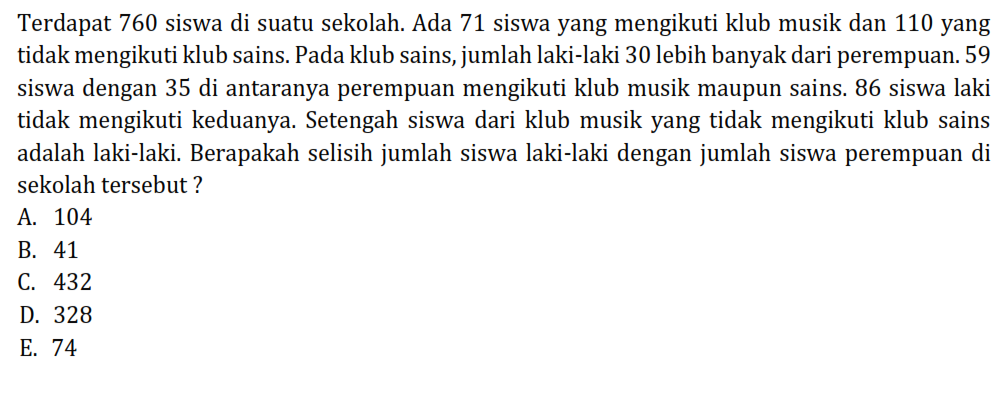 Terdapat 760 siswa di suatu sekolah. Ada 71 siswa yang mengikuti klub musik dan 110 yang
tidak mengikuti klub sains. Pada klub sains, jumlah laki-laki 30 lebih banyak dari perempuan. 59
siswa dengan 35 di antaranya perempuan mengikuti klub musik maupun sains. 86 siswa laki
tidak mengikuti keduanya. Setengah siswa dari klub musik yang tidak mengikuti klub sains
adalah laki-laki. Berapakah selisih jumlah siswa laki-laki dengan jumlah siswa perempuan di
sekolah tersebut ?
A. 104
B. 41
C. 432
D. 328
E. 74